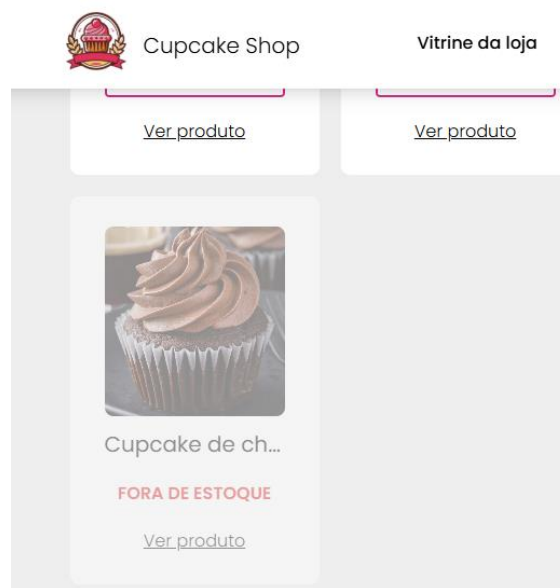 Cupcake Shop
Vitrine da loja
Ver produto
Ver produto
Cupcake de ch...
FORA DE ESTOQUE
Ver produto